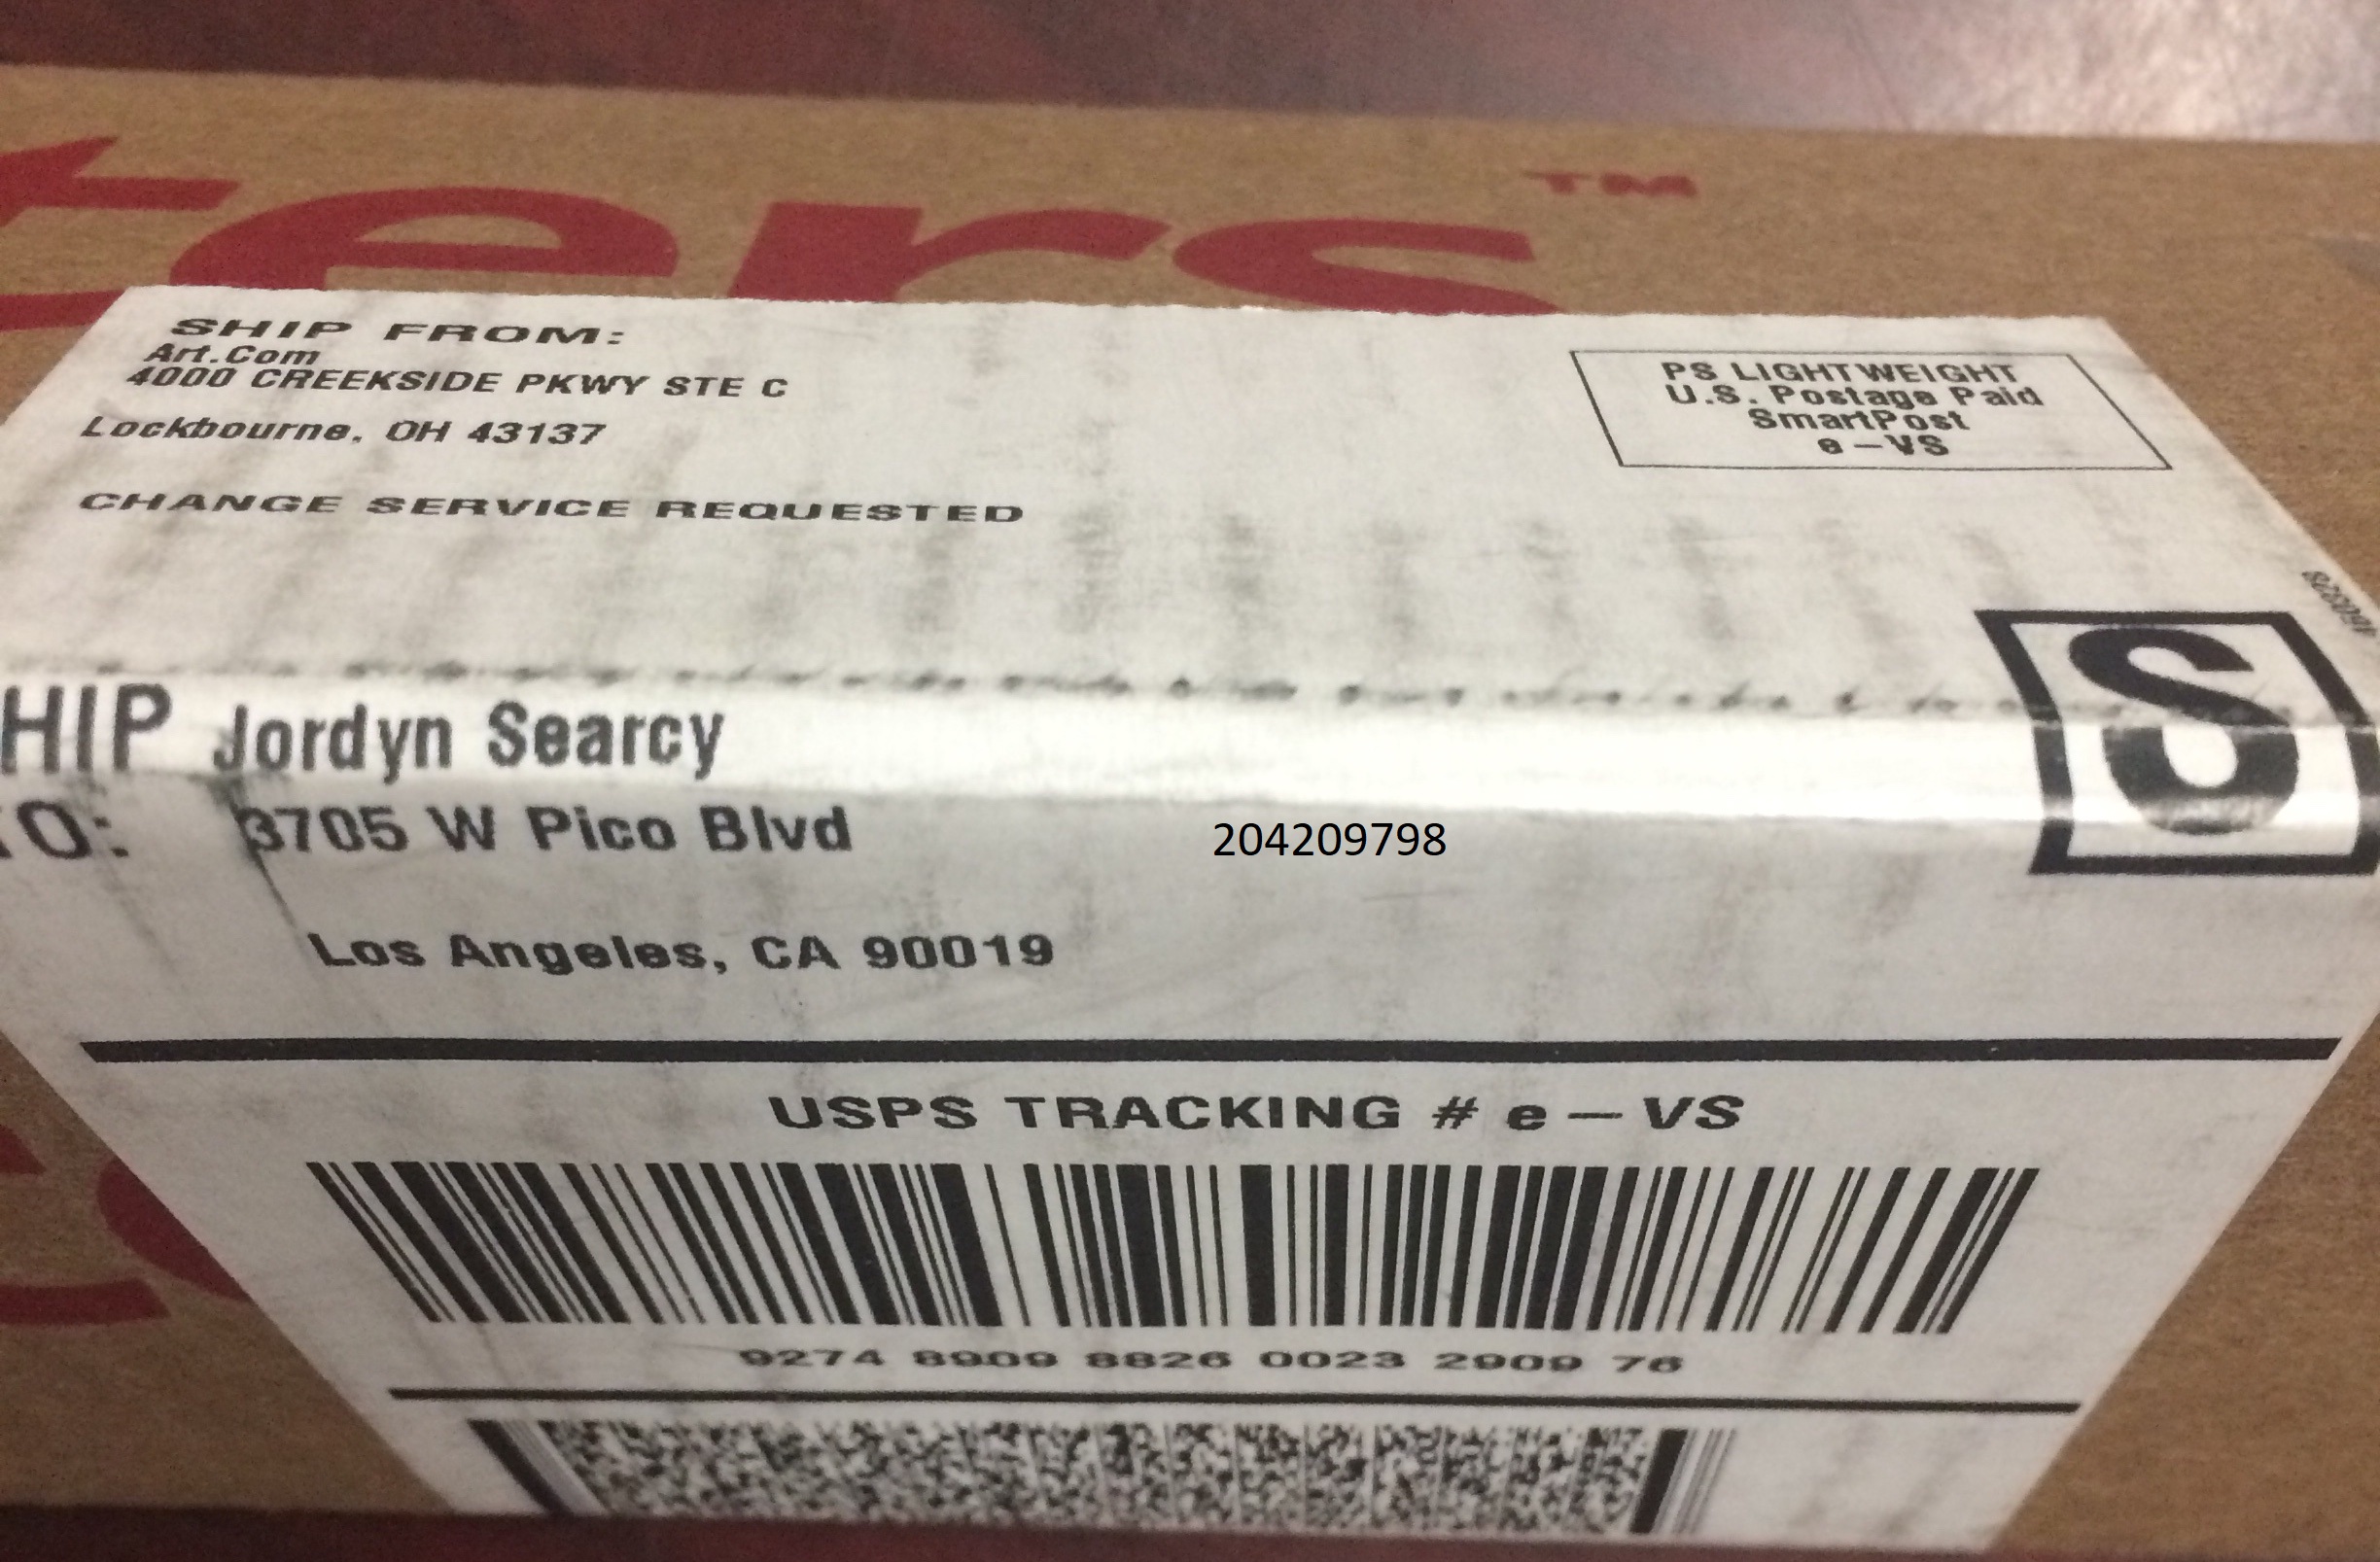 ters™
SHIP FROM:
Art.Com
4000 CREEKSIDE PKWY STE C
Lockbourne, OH 43137
CHANGE SERVICE REQUESTED
PS LIGHTWEIGHT
U.S. Postage Paid
SmartPost
e-VS
S
HIP Jordyn Searcy
TO: 3705 W Pico Blvd
204209798
Los Angeles, CA 90019
USPS TRACKING # e-VS
9274 8909 8826 0023 2909 76